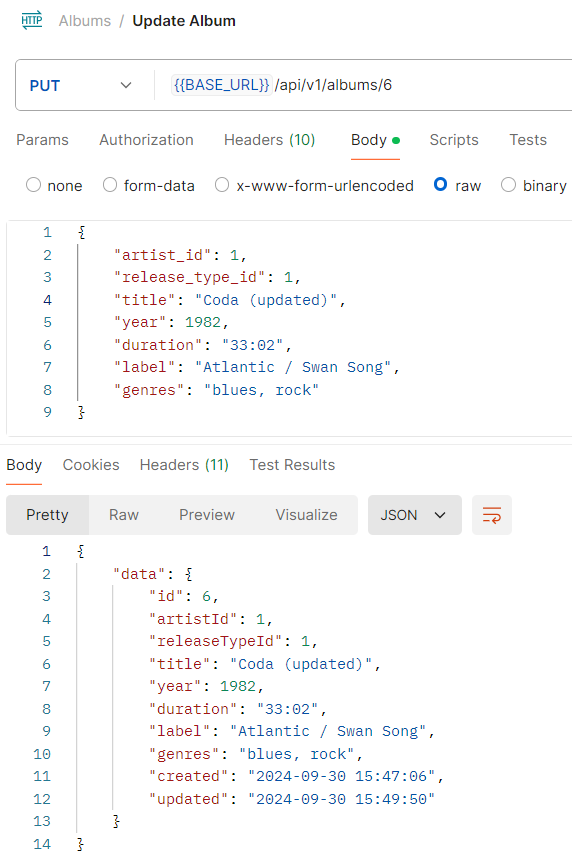 HTTP Albums / Update Album
PUT {{BASE_URL}}/api/v1/albums/6
Params Authorization Headers (10) Body Scripts Tests
none form-data x-www-form-urlencoded raw binary
1 {
2 "artist_id": 1,
3 "release_type_id": 1,
4 "title": "Coda (updated)",
5 "year": 1982,
6 "duration": "33:02",
7 "label": "Atlantic / Swan Song",
8 "genres": "blues, rock"
9 }
Body Cookies Headers (11) Test Results
Pretty Raw Preview Visualize JSON
1 {
2 "data": {
3 "id": 6,
4 "artistId": 1,
5 "releaseTypeId": 1,
6 "title": "Coda (updated)",
7 "year": 1982,
8 "duration": "33:02",
9 "label": "Atlantic / Swan Song",
10 "genres": "blues, rock",
11 "created": "2024-09-30 15:47:06",
12 "updated": "2024-09-30 15:49:50"
13 }
14 }